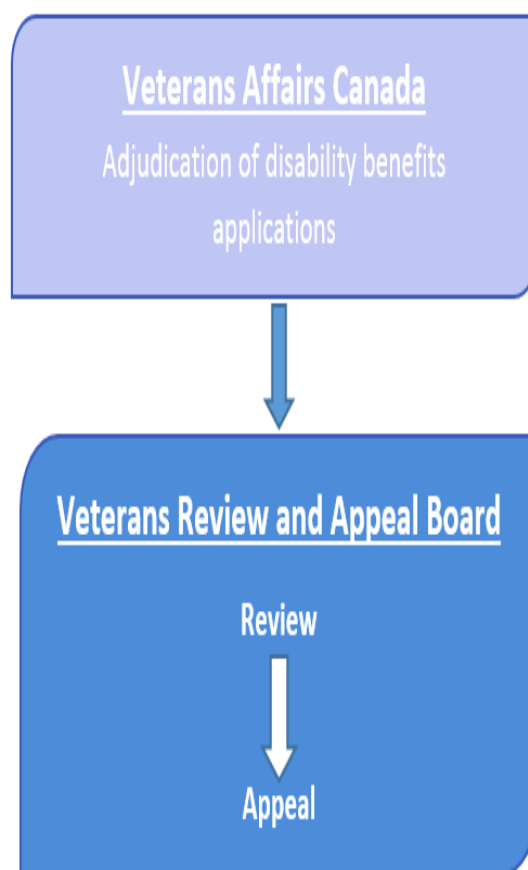 Veterans Affairs Canada
Adjudication of disability benefits
applications
Veterans Review and Appeal Board
Review
Appeal